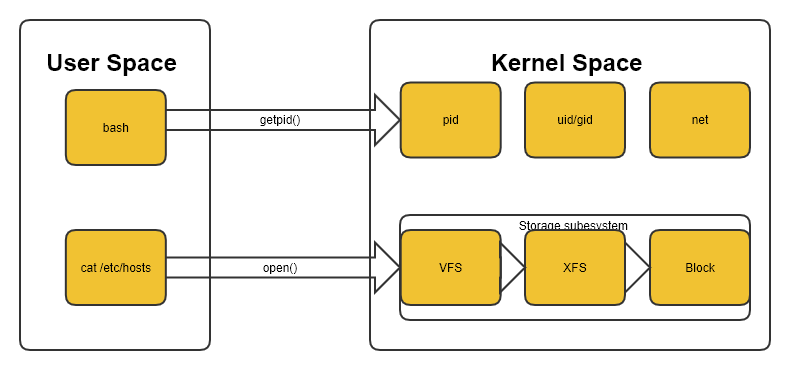 User Space
Kernel Space
bash
getpid()
pid
uid/gid
net
Storage subesystem
cat /etc/hosts
open()
VFS
XFS
Block